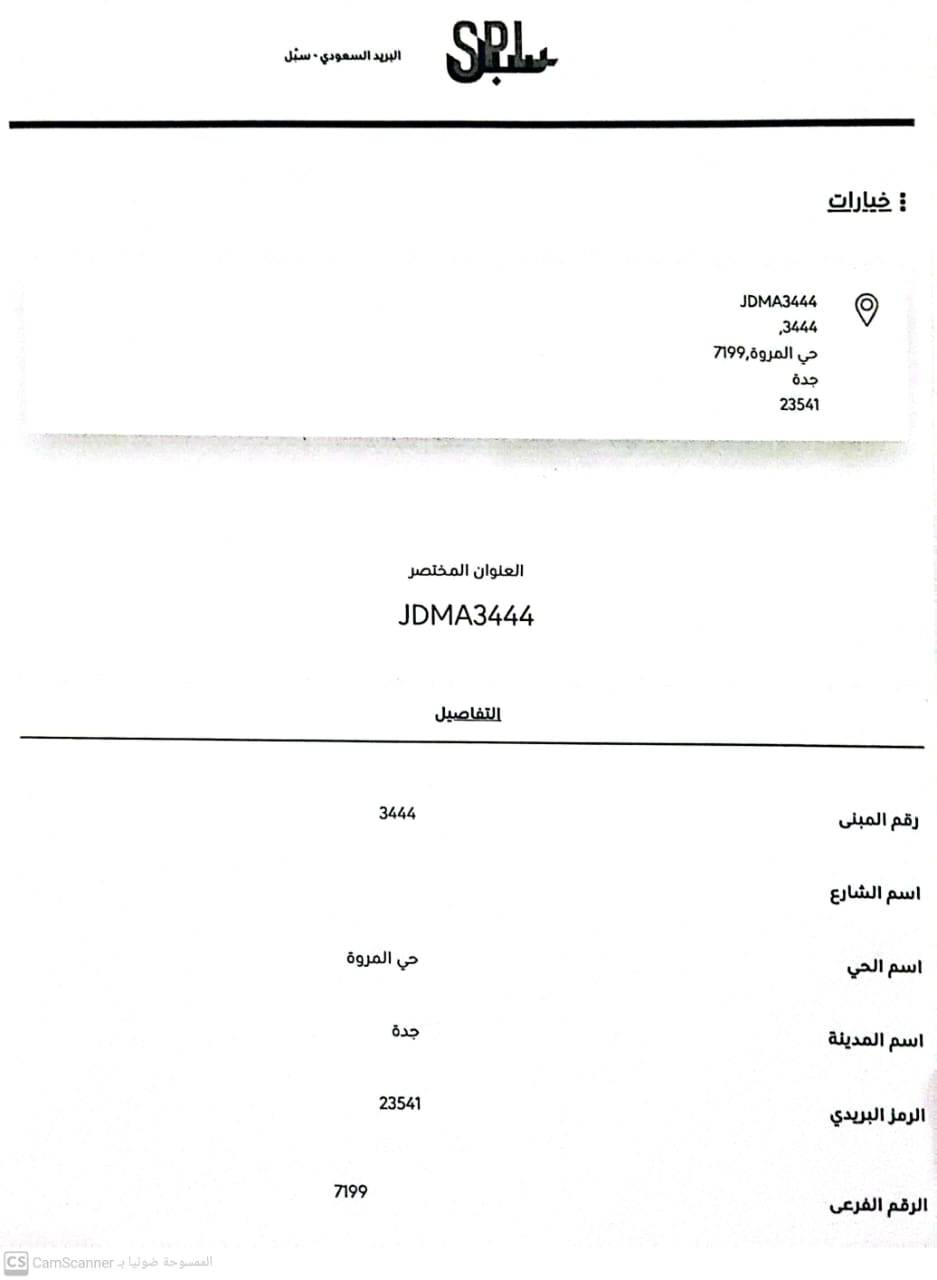 البريد السعودي - سبل
SPL
سبل
خيارات
JDMA3444
3444,
حي المروة,7199
جدة
23541
العنوان المختصر
JDMA3444
التفاصيل
رقم المبنى 3444
اسم الشارع
اسم الحي حي المروة
اسم المدينة جدة
الرمز البريدي 23541
الرقم الفرعى 7199
CS CamScanner الممسوحة ضوئيا بـ